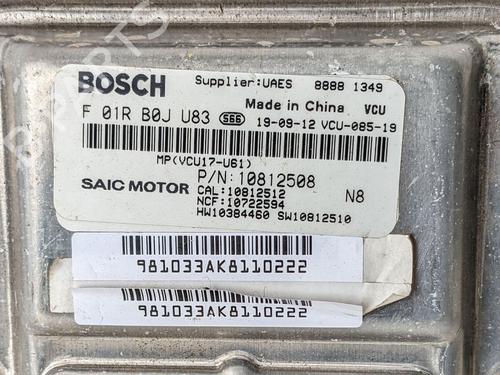 BOSCH Supplier:UAES 8888 1349
Made in China VCU
F 01R B0J U83 S66 19-09-12 VCU-085-19
MP(VCU17-U61)
P/N:10812508
SAIC MOTOR CAL:10812512 N8
NCF:10722594
HW10384460 SW10812510
981033AK8110222
981033AK8110222